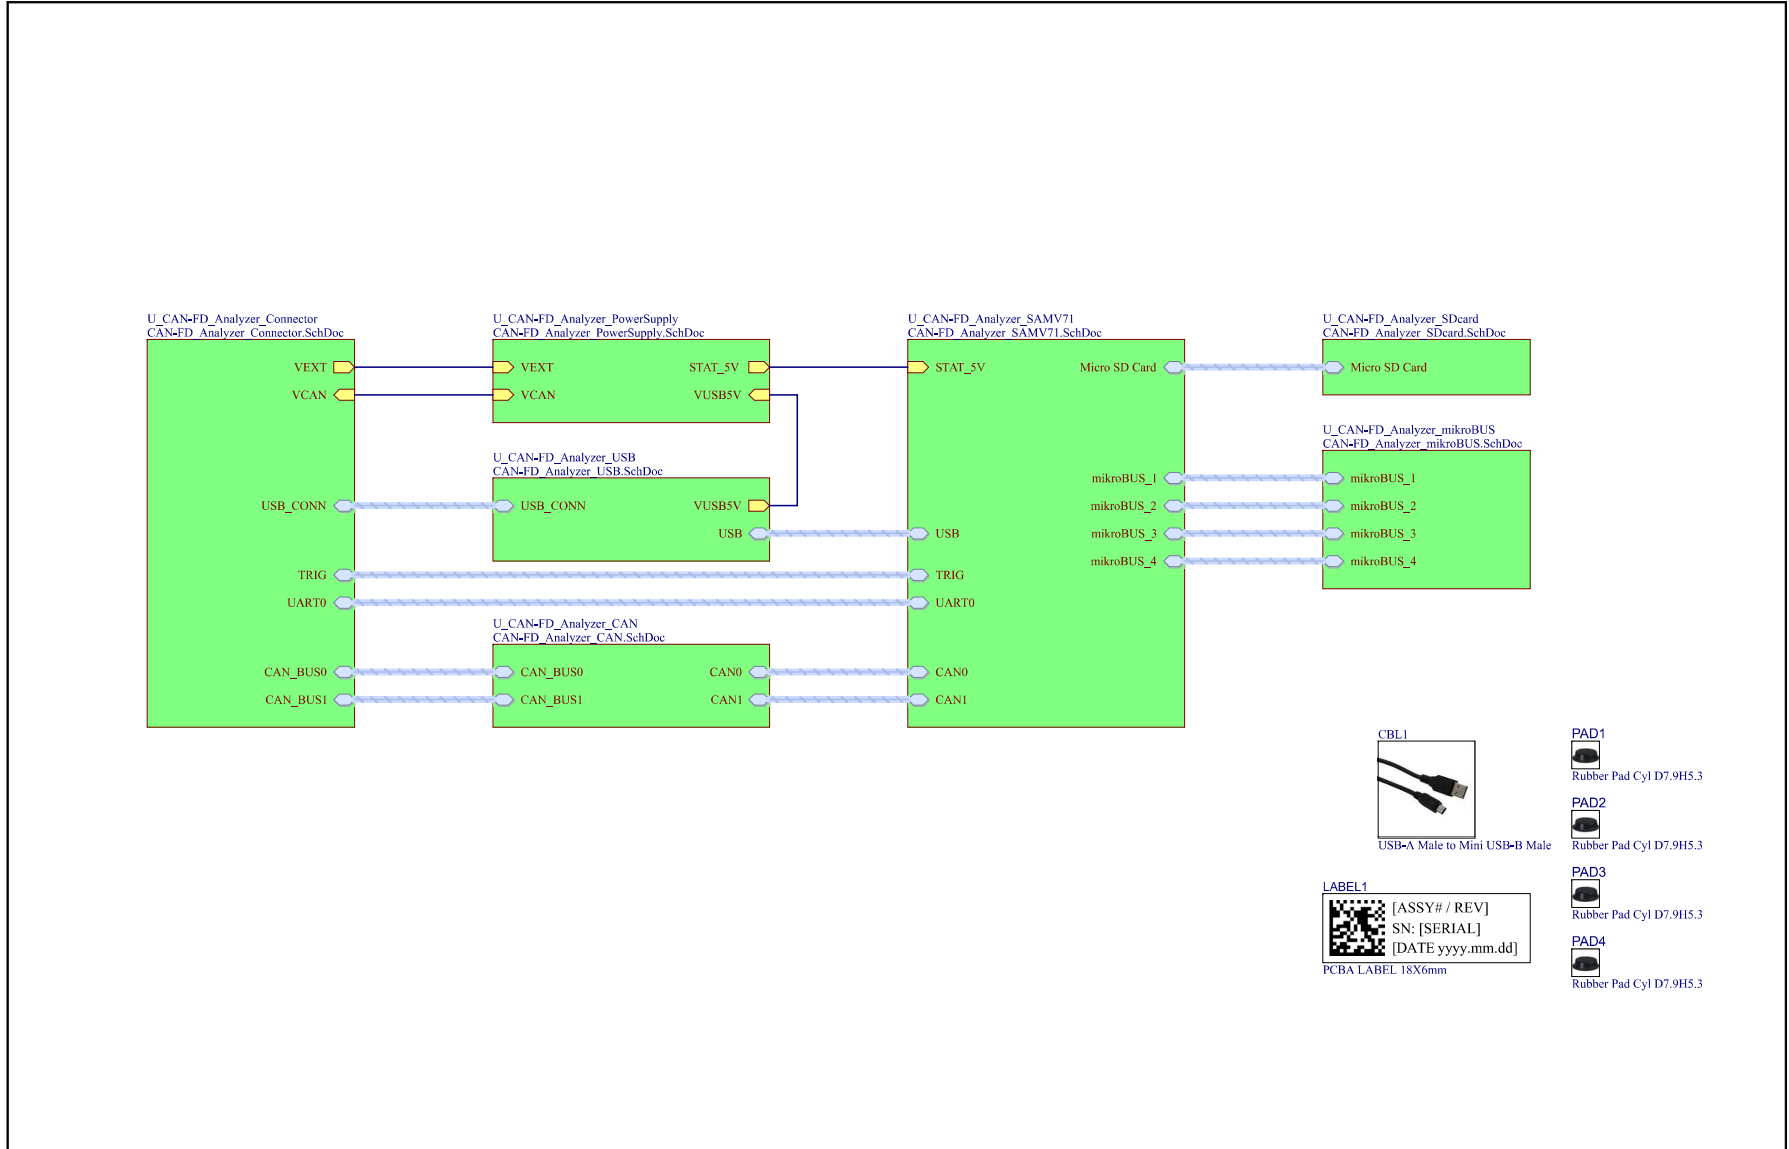 U_CAN-FD_Analyzer_Connector
CAN-FD_Analyzer_Connector.SchDoc
VEXT
VCAN
USB_CONN
TRIG
UART0
CAN_BUS0
CAN_BUS1
U_CAN-FD_Analyzer_PowerSupply
CAN-FD_Analyzer_PowerSupply.SchDoc
VEXT STAT_5V
VCAN VUSB5V
U_CAN-FD_Analyzer_USB
CAN-FD_Analyzer_USB.SchDoc
USB_CONN VUSB5V
USB
U_CAN-FD_Analyzer_CAN
CAN-FD_Analyzer_CAN.SchDoc
CAN_BUS0 CAN0
CAN_BUS1 CAN1
U_CAN-FD_Analyzer_SAMV71
CAN-FD_Analyzer_SAMV71.SchDoc
STAT_5V Micro SD Card
mikroBUS_1
mikroBUS_2
USB mikroBUS_3
mikroBUS_4
TRIG
UART0
CAN0
CAN1
U_CAN-FD_Analyzer_SDcard
CAN-FD_Analyzer_SDcard.SchDoc
Micro SD Card
U_CAN-FD_Analyzer_mikroBUS
CAN-FD_Analyzer_mikroBUS.SchDoc
mikroBUS_1
mikroBUS_2
mikroBUS_3
mikroBUS_4
CBL1
USB-A Male to Mini USB-B Male
LABEL1
[ASSY# / REV]
SN: [SERIAL]
[DATE yyyy.mm.dd]
PCBA LABEL 18X6mm
PAD1
Rubber Pad Cyl D7.9H5.3
PAD2
Rubber Pad Cyl D7.9H5.3
PAD3
Rubber Pad Cyl D7.9H5.3
PAD4
Rubber Pad Cyl D7.9H5.3